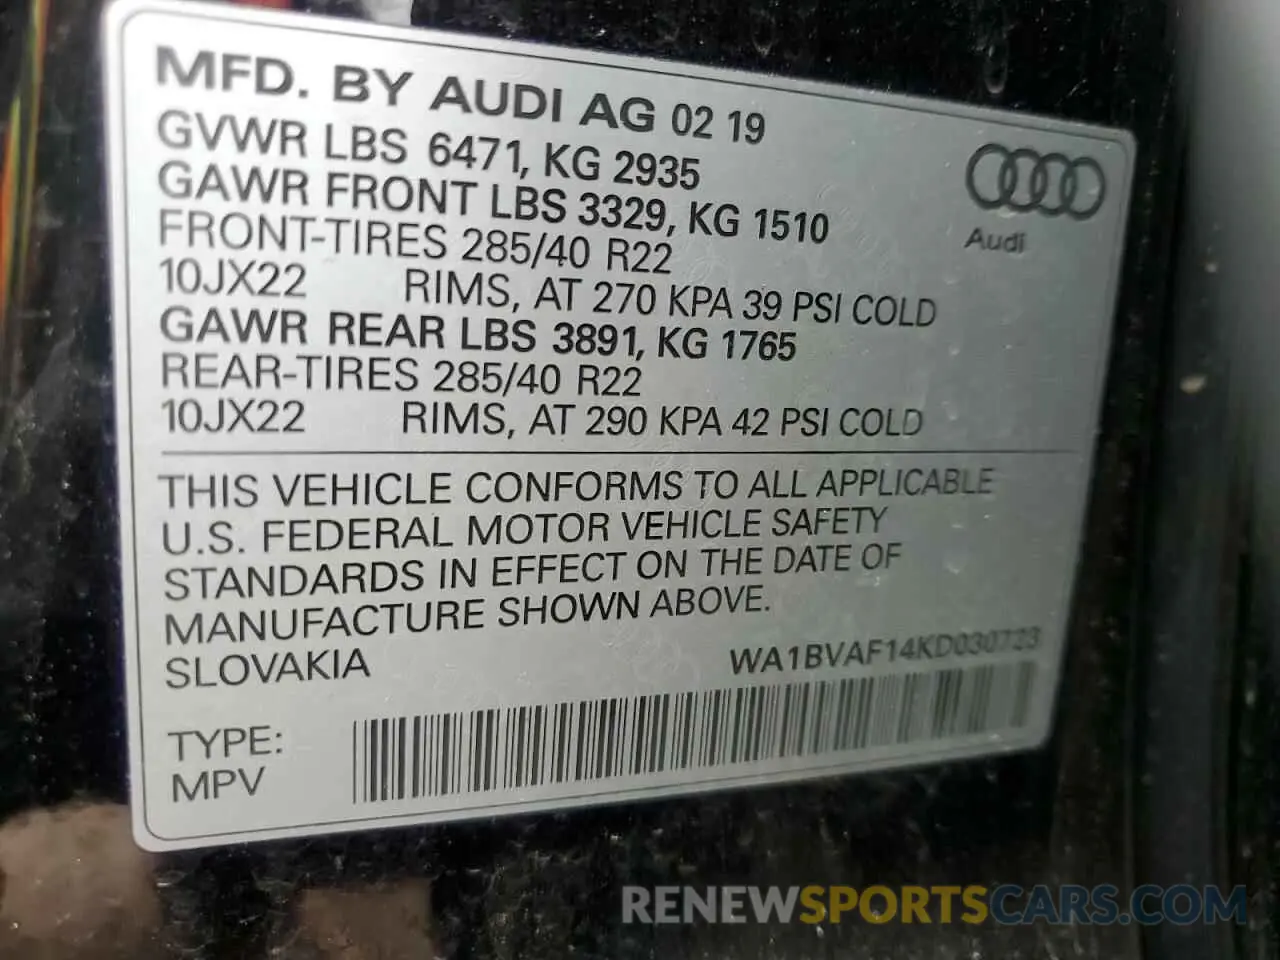 MFD. BY AUDI AG 02 19
GVWR LBS 6471, KG 2935
GAWR FRONT LBS 3329, KG 1510
FRONT-TIRES 285/40 R22
10JX22 RIMS, AT 270 KPA 39 PSI COLD
GAWR REAR LBS 3891, KG 1765
REAR-TIRES 285/40 R22
10JX22 RIMS, AT 290 KPA 42 PSI COLD
Audi
THIS VEHICLE CONFORMS TO ALL APPLICABLE
U.S. FEDERAL MOTOR VEHICLE SAFETY
STANDARDS IN EFFECT ON THE DATE OF
MANUFACTURE SHOWN ABOVE.
SLOVAKIA
WA1BVAF14KD030723
TYPE:
MPV
RENEWSPORTSCARS.COM